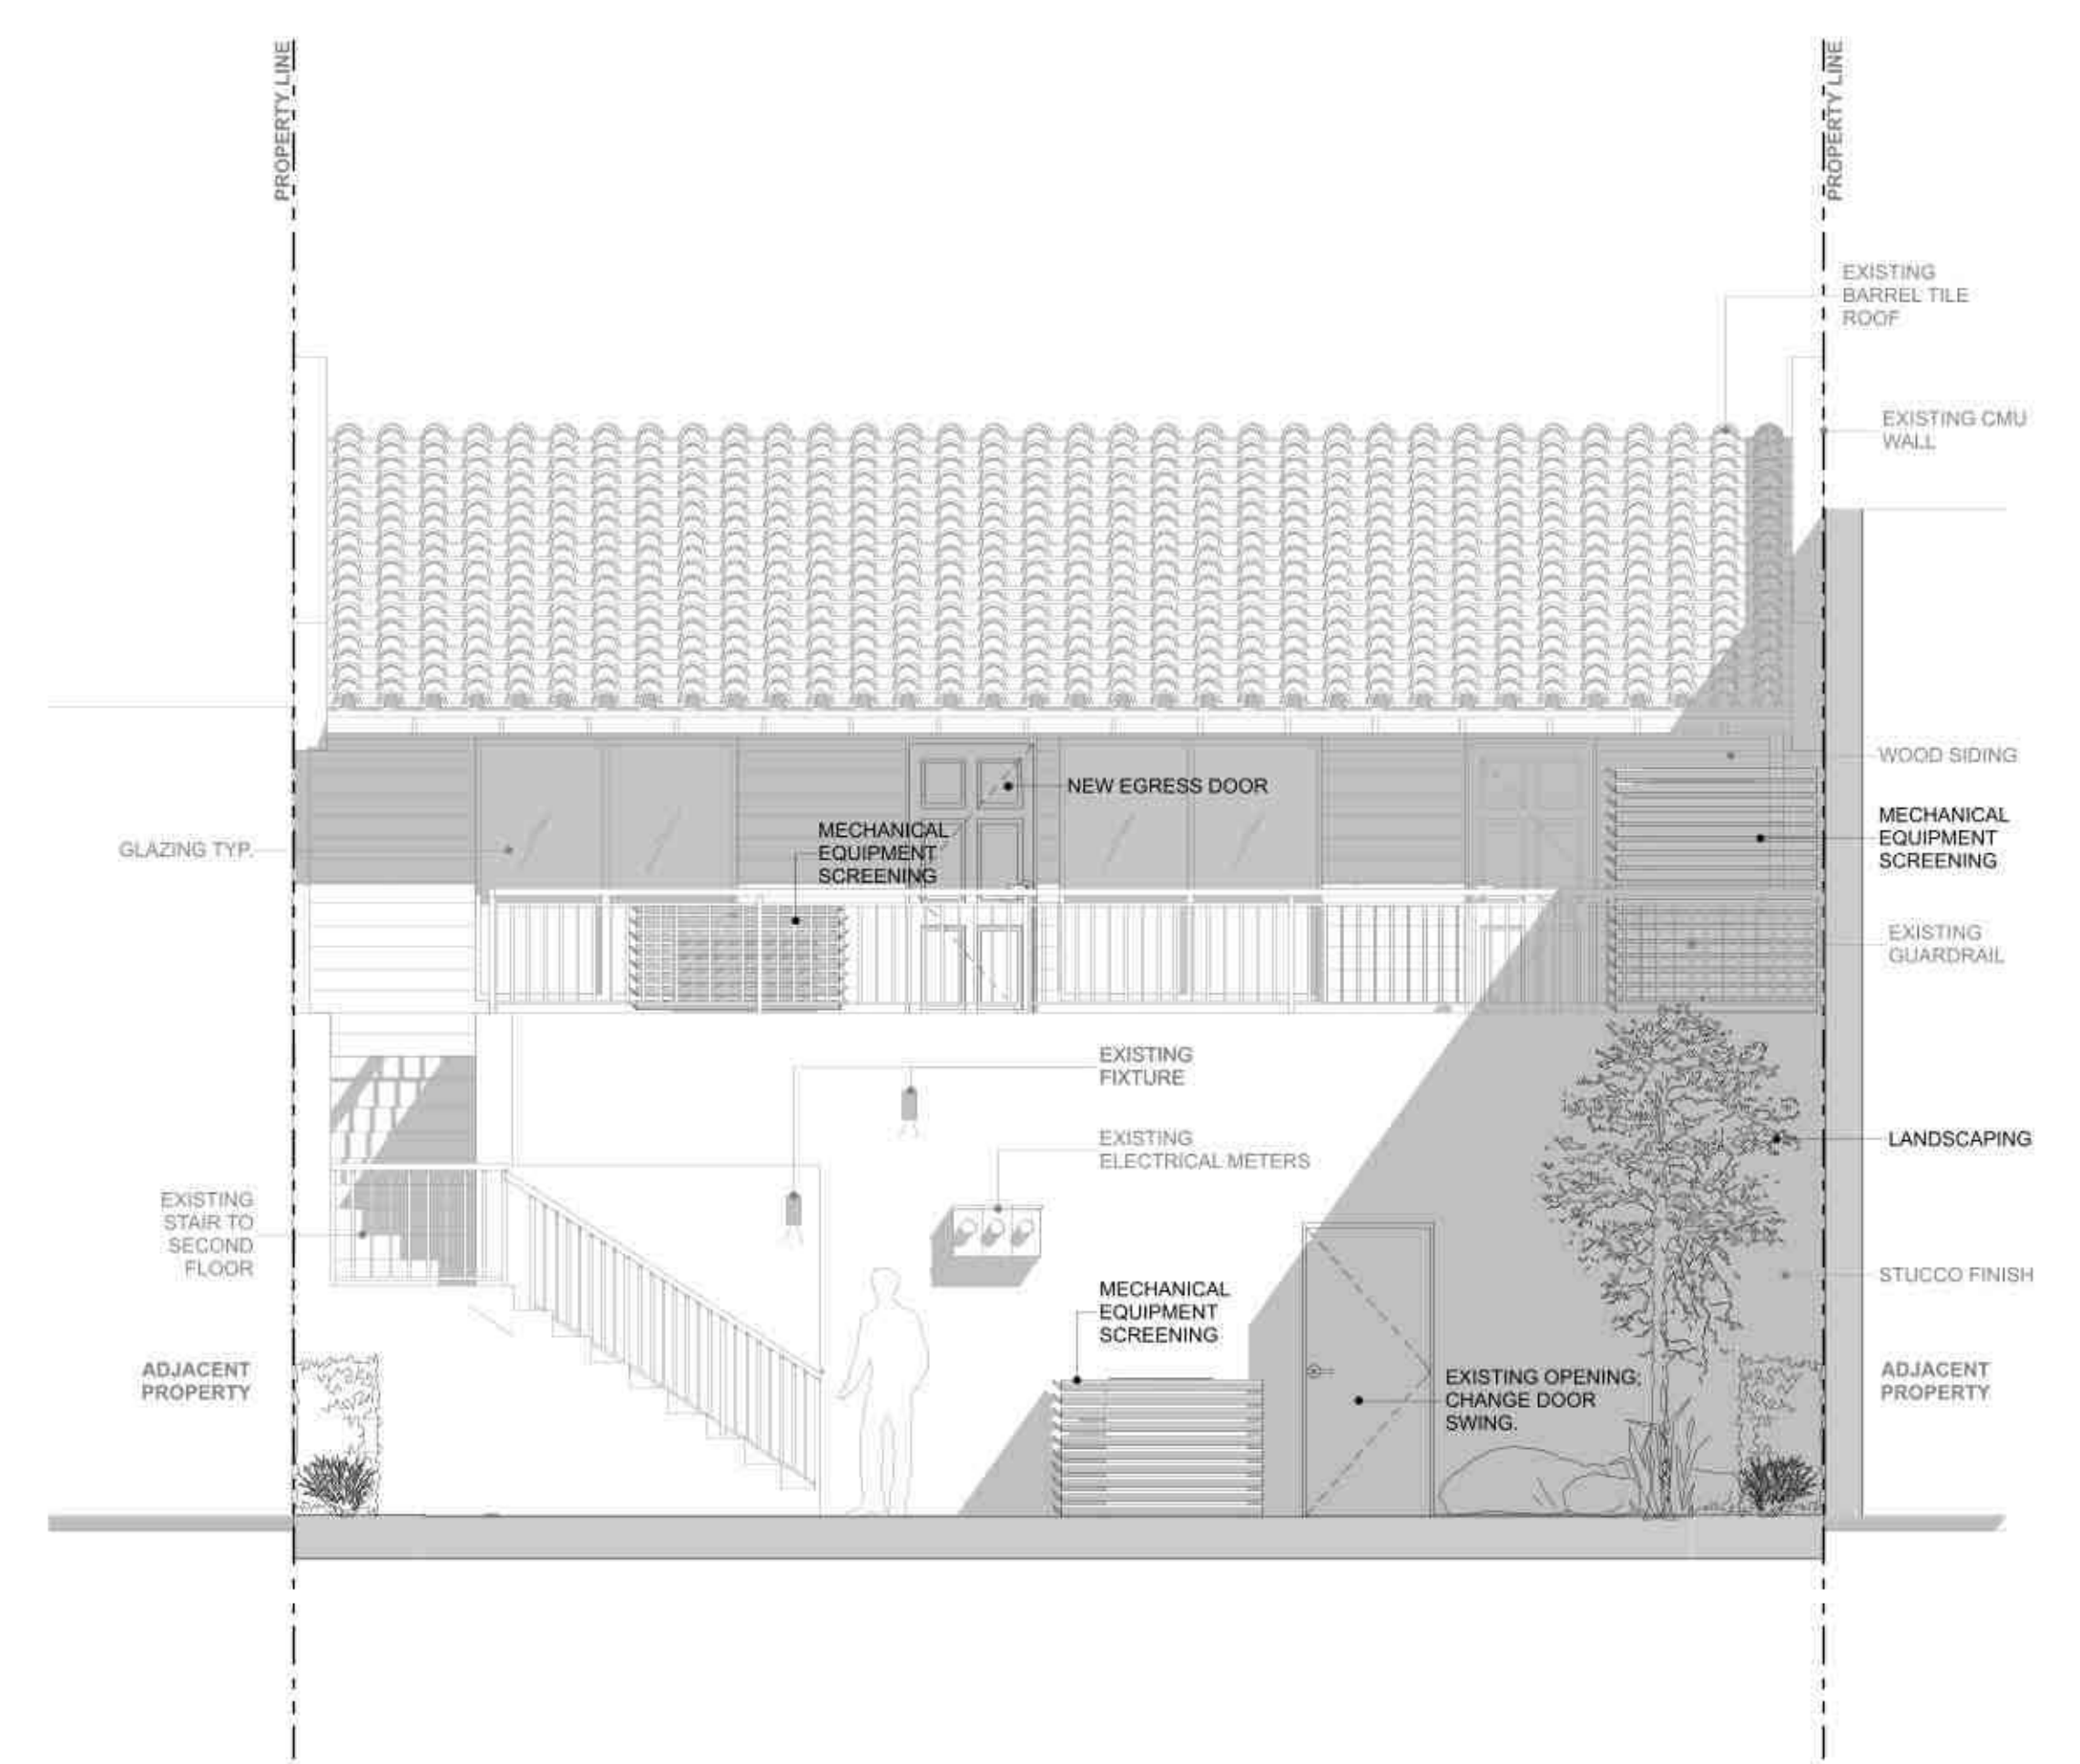 PROPERTY LINE
PROPERTY LINE
EXISTING
BARREL TILE
ROOF
EXISTING CMU
WALL
WOOD SIDING
NEW EGRESS DOOR
MECHANICAL
EQUIPMENT
SCREENING
MECHANICAL
EQUIPMENT
SCREENING
GLAZING TYP.
EXISTING
GUARDRAIL
EXISTING
FIXTURE
EXISTING
ELECTRICAL METERS
LANDSCAPING
EXISTING
STAIR TO
SECOND
FLOOR
STUCCO FINISH
MECHANICAL
EQUIPMENT
SCREENING
ADJACENT
PROPERTY
EXISTING OPENING;
CHANGE DOOR
SWING.
ADJACENT
PROPERTY